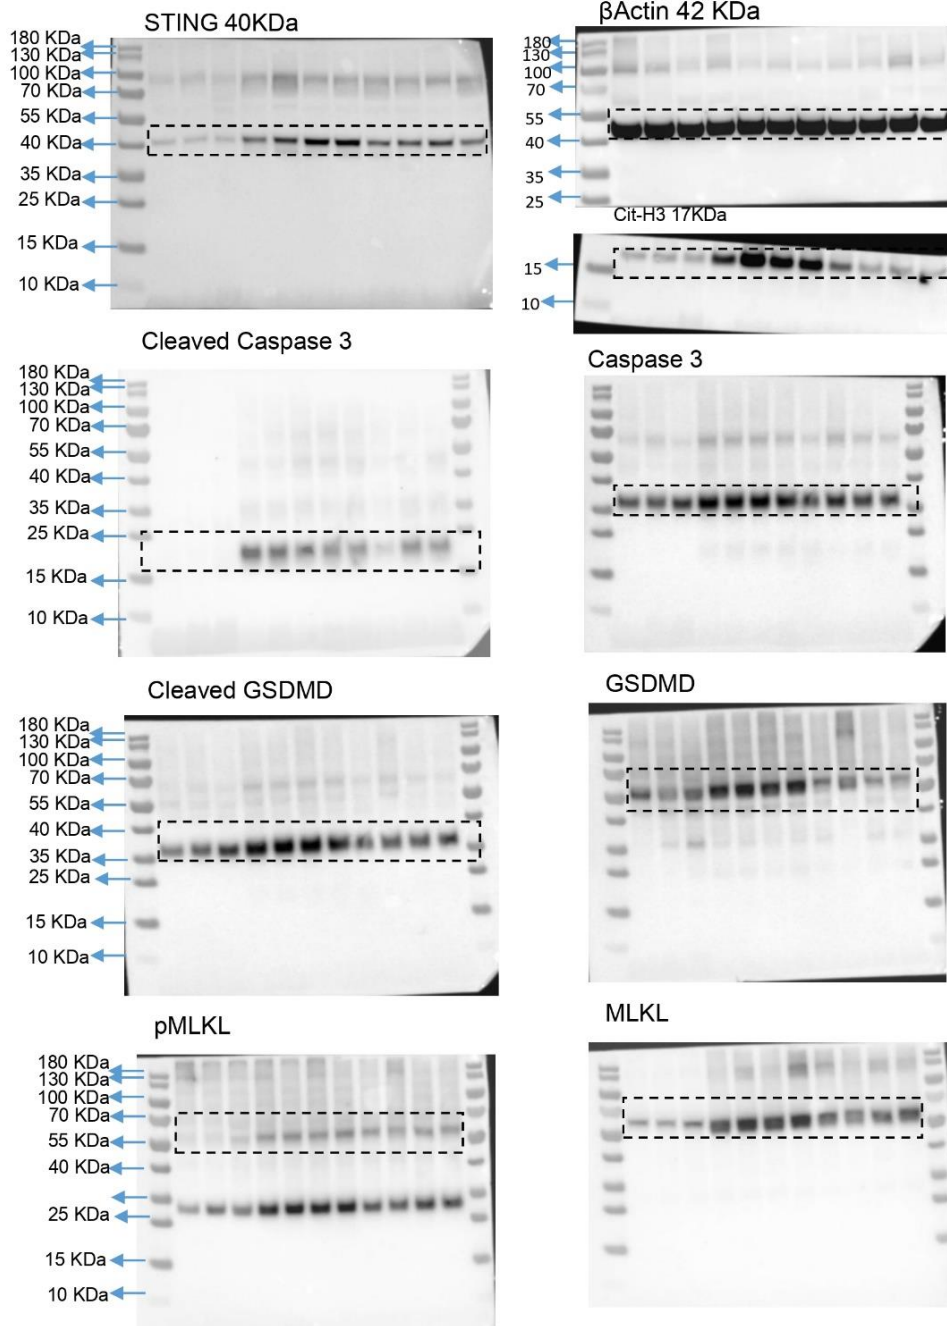 STING 40KDa
180 KDa
130 KDa
100 KDa
70 KDa
55 KDa
40 KDa
35 KDa
25 KDa
15 KDa
10 KDa
βActin 42 KDa
180
130
100
70
55
40
35
25
Cit-H3 17KDa
15
10
Cleaved Caspase 3
180 KDa
130 KDa
100 KDa
70 KDa
55 KDa
40 KDa
35 KDa
25 KDa
15 KDa
10 KDa
Caspase 3
Cleaved GSDMD
180 KDa
130 KDa
100 KDa
70 KDa
55 KDa
40 KDa
35 KDa
25 KDa
15 KDa
10 KDa
GSDMD
pMLKL
180 KDa
130 KDa
100 KDa
70 KDa
55 KDa
40 KDa
25 KDa
15 KDa
10 KDa
MLKL